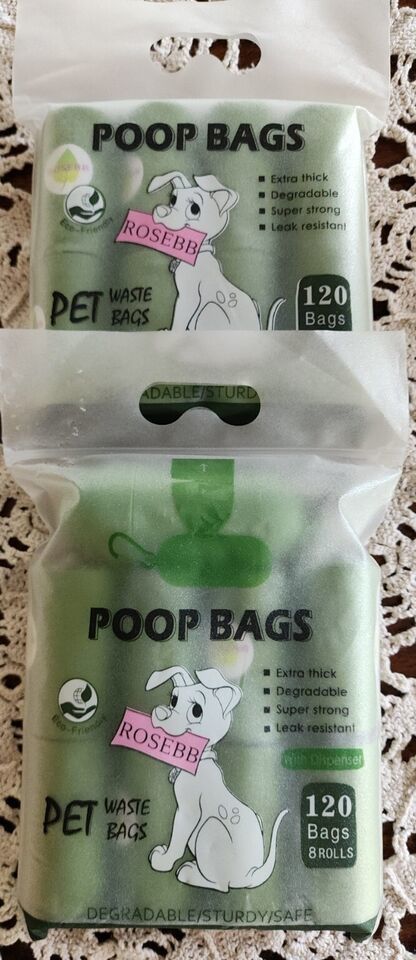 POOP BAGS
Extra thick
Degradable
Super strong
Leak resistant
Eco-Friendly
ROSEBB
PET WASTE BAGS
120
Bags
ADABLE/STURD
POOP BAGS
Extra thick
Degradable
Super strong
Leak resistant
Eco-Friendly
ROSEBB
With Dispenser
PET WASTE BAGS
120
Bags
8 ROLLS
DEGRADABLE/STURDY/SAFE